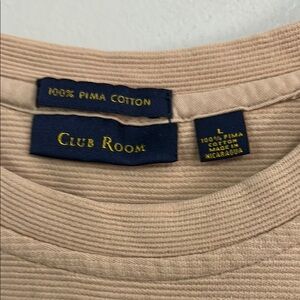 100% PIMA COTTON
CLUB ROOM
L
100% PIMA
COTTON
MADE IN
NICARAGUA